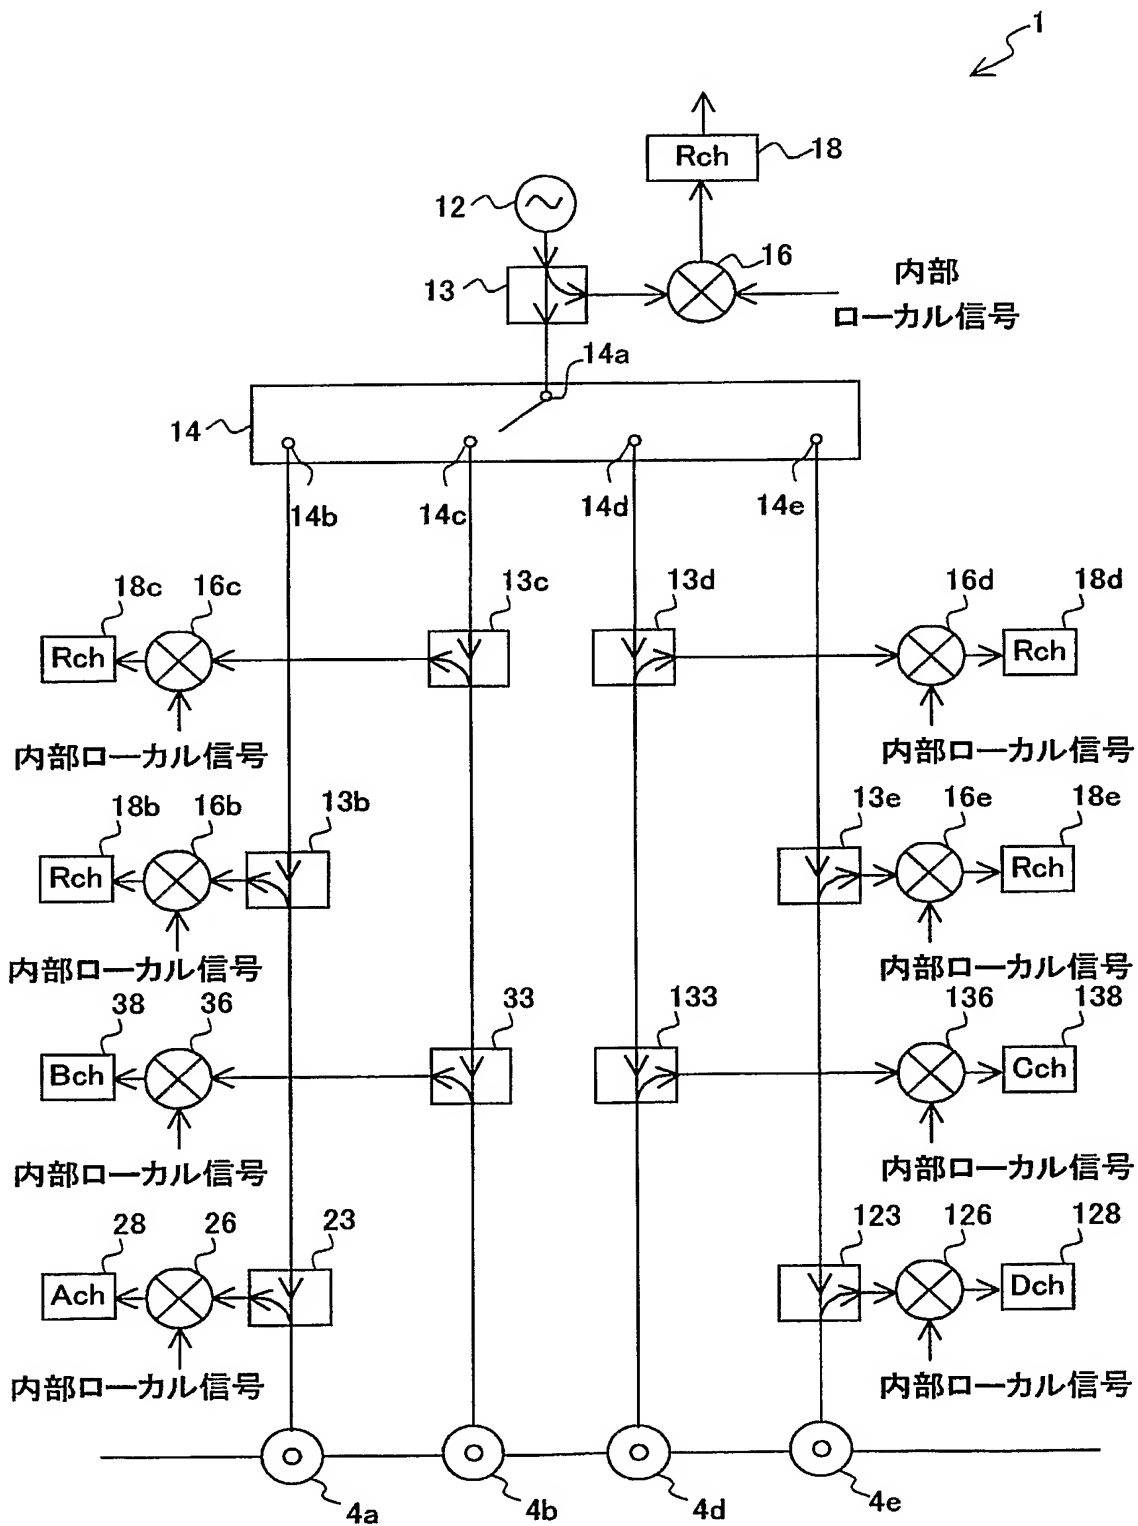 1
Rch
18
12
13
16
内部
ローカル信号
14a
14
14b
14c
14d
14e
18c
16c
13c
13d
16d
18d
Rch
Rch
内部ローカル信号
内部ローカル信号
18b
16b
13b
13e
16e
18e
Rch
Rch
内部ローカル信号
内部ローカル信号
38
36
33
133
136
138
Bch
Cch
内部ローカル信号
内部ローカル信号
28
26
23
123
126
128
Ach
Dch
内部ローカル信号
内部ローカル信号
4a
4b
4d
4e